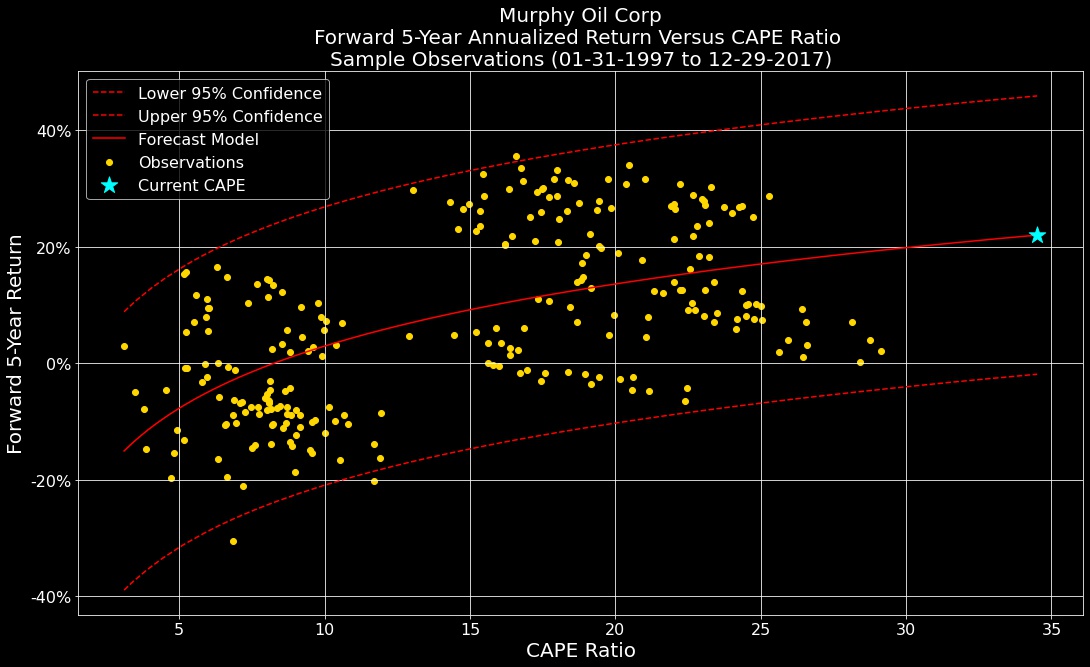 Murphy Oil Corp
Forward 5-Year Annualized Return Versus CAPE Ratio
Sample Observations (01-31-1997 to 12-29-2017)
Lower 95% Confidence
Upper 95% Confidence
Forecast Model
Observations
Current CAPE
Forward 5-Year Return
40%
20%
0%
-20%
-40%
5 10 15 20 25 30 35
CAPE Ratio